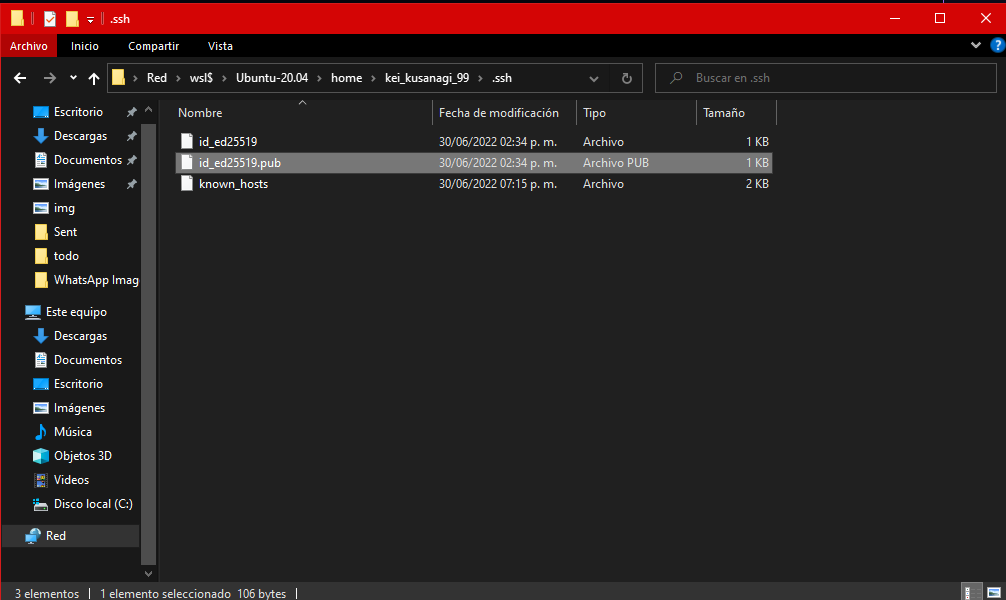 .ssh
Archivo Inicio Compartir Vista
Red wsl$ Ubuntu-20.04 home kei_kusanagi_99 .ssh Buscar en .ssh
Nombre Fecha de modificación Tipo Tamaño
id_ed25519 30/06/2022 02:34 p. m. Archivo 1 KB
id_ed25519.pub 30/06/2022 02:34 p. m. Archivo PUB 1 KB
known_hosts 30/06/2022 07:15 p. m. Archivo 2 KB
Escritorio
Descargas
Documentos
Imágenes
img
Sent
todo
WhatsApp Imag
Este equipo
Descargas
Documentos
Escritorio
Imágenes
Música
Objetos 3D
Videos
Disco local (C:)
Red
3 elementos 1 elemento seleccionado 106 bytes